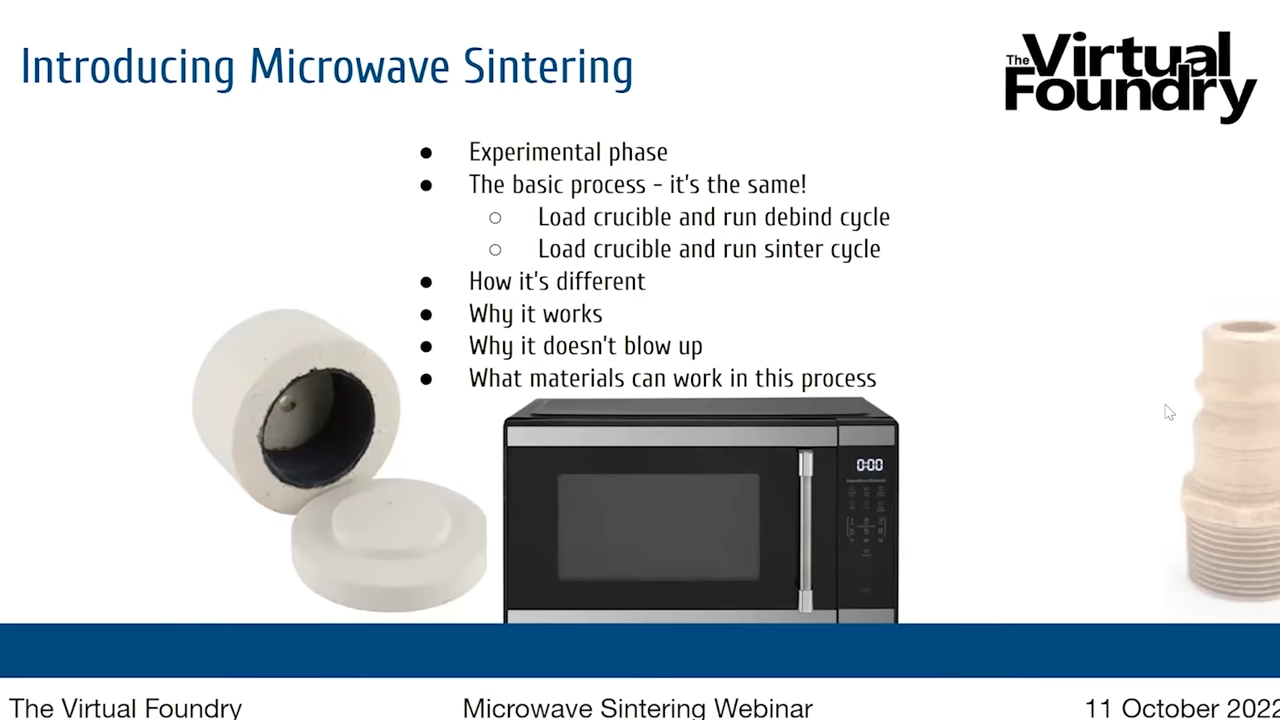 Introducing Microwave Sintering
The Virtual
Foundry
Experimental phase
The basic process - it's the same!
Load crucible and run debind cycle
Load crucible and run sinter cycle
How it's different
Why it works
Why it doesn't blow up
What materials can work in this process
0:00
The Virtual Foundry
Microwave Sintering Webinar
11 October 2022